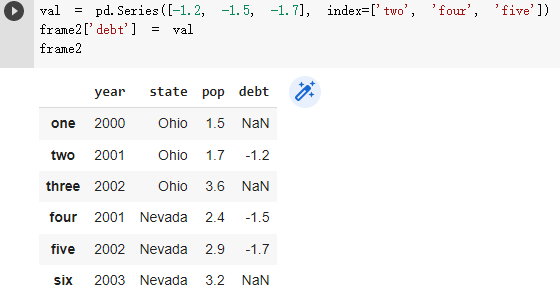 val = pd.Series([-1.2, -1.5, -1.7], index=['two', 'four', 'five'])
frame2['debt'] = val
frame2
year state pop debt
one 2000 Ohio 1.5 NaN
two 2001 Ohio 1.7 -1.2
three 2002 Ohio 3.6 NaN
four 2001 Nevada 2.4 -1.5
five 2002 Nevada 2.9 -1.7
six 2003 Nevada 3.2 NaN